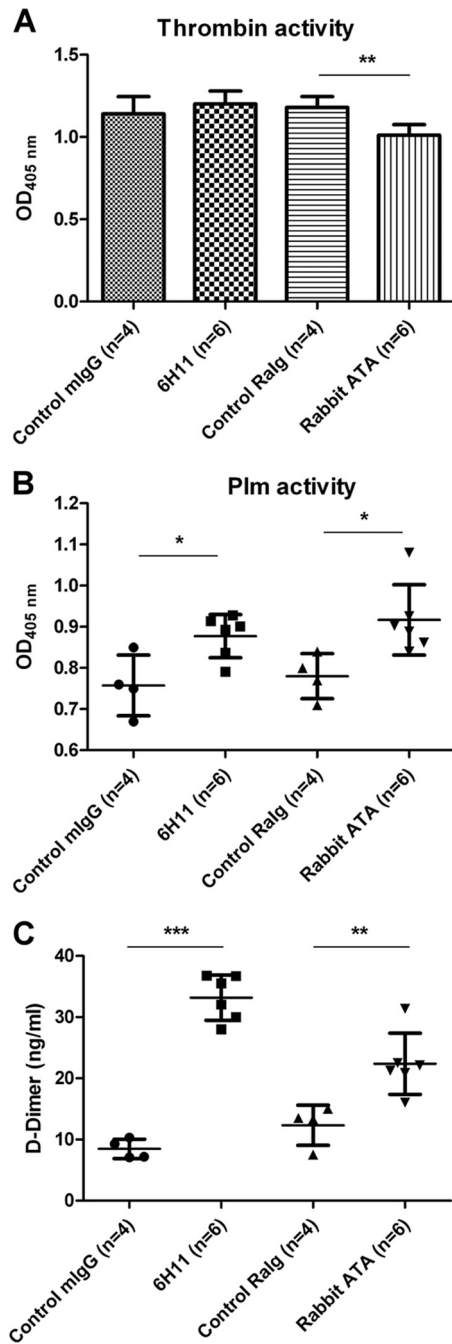 A
Thrombin activity
**
1.5
1.0
0.5
0.0
OD405 nm
Control mIgG (n=4)
6H11 (n=6)
Control RaIg (n=4)
Rabbit ATA (n=6)
B
Plm activity
*
*
1.2
1.1
1.0
0.9
0.8
0.7
0.6
OD405 nm
Control mIgG (n=4)
6H11 (n=6)
Control RaIg (n=4)
Rabbit ATA (n=6)
C
***
**
40
30
20
10
0
D-Dimer (ng/ml)
Control mIgG (n=4)
6H11 (n=6)
Control RaIg (n=4)
Rabbit ATA (n=6)